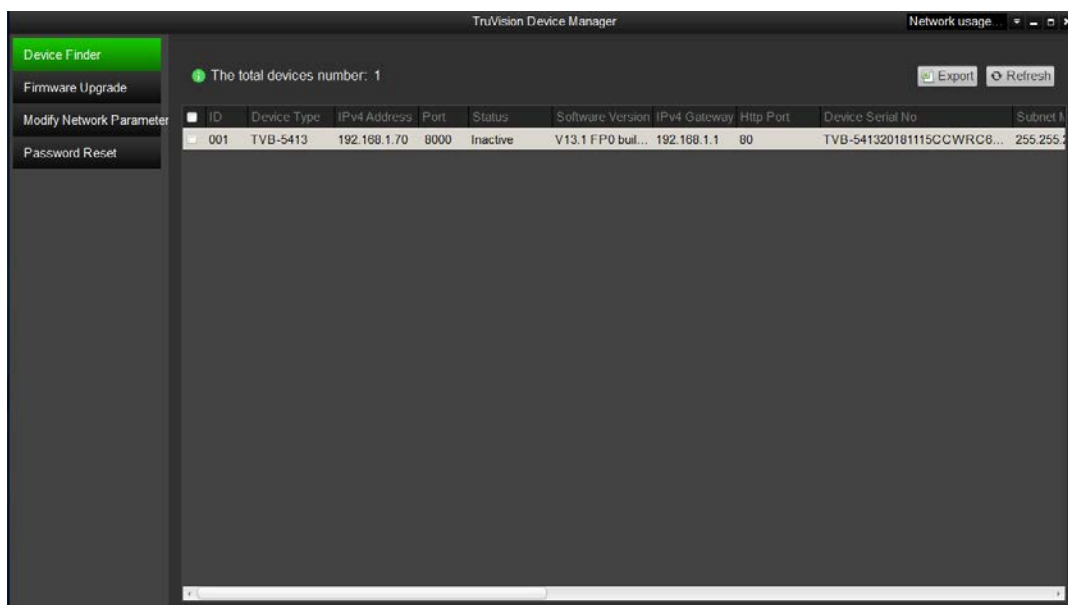 TruVision Device Manager
Network usage...
Device Finder
Firmware Upgrade
Modify Network Parameter
Password Reset
The total devices number: 1
Export
Refresh
ID Device Type IPv4 Address Port Status Software Version IPv4 Gateway Http Port Device Serial No Subnet M
001 TVB-5413 192.168.1.70 8000 Inactive V13.1 FP0 buil... 192.168.1.1 80 TVB-541320181115CCWRC6... 255.255.2